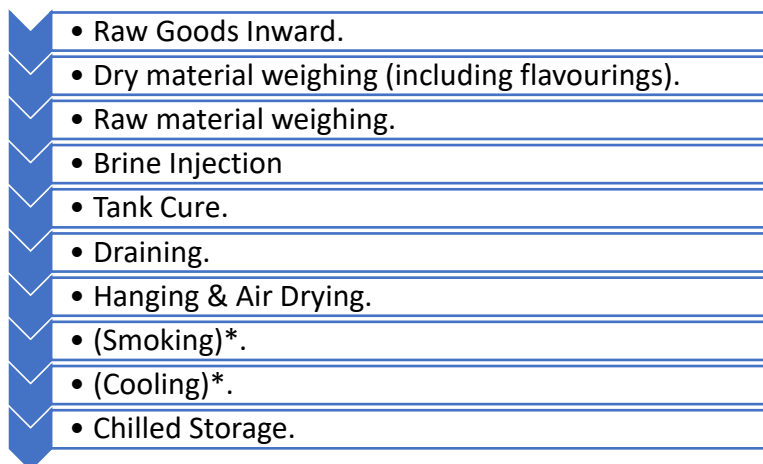 • Raw Goods Inward.
• Dry material weighing (including flavourings).
• Raw material weighing.
• Brine Injection
• Tank Cure.
• Draining.
• Hanging & Air Drying.
• (Smoking)*.
• (Cooling)*.
• Chilled Storage.